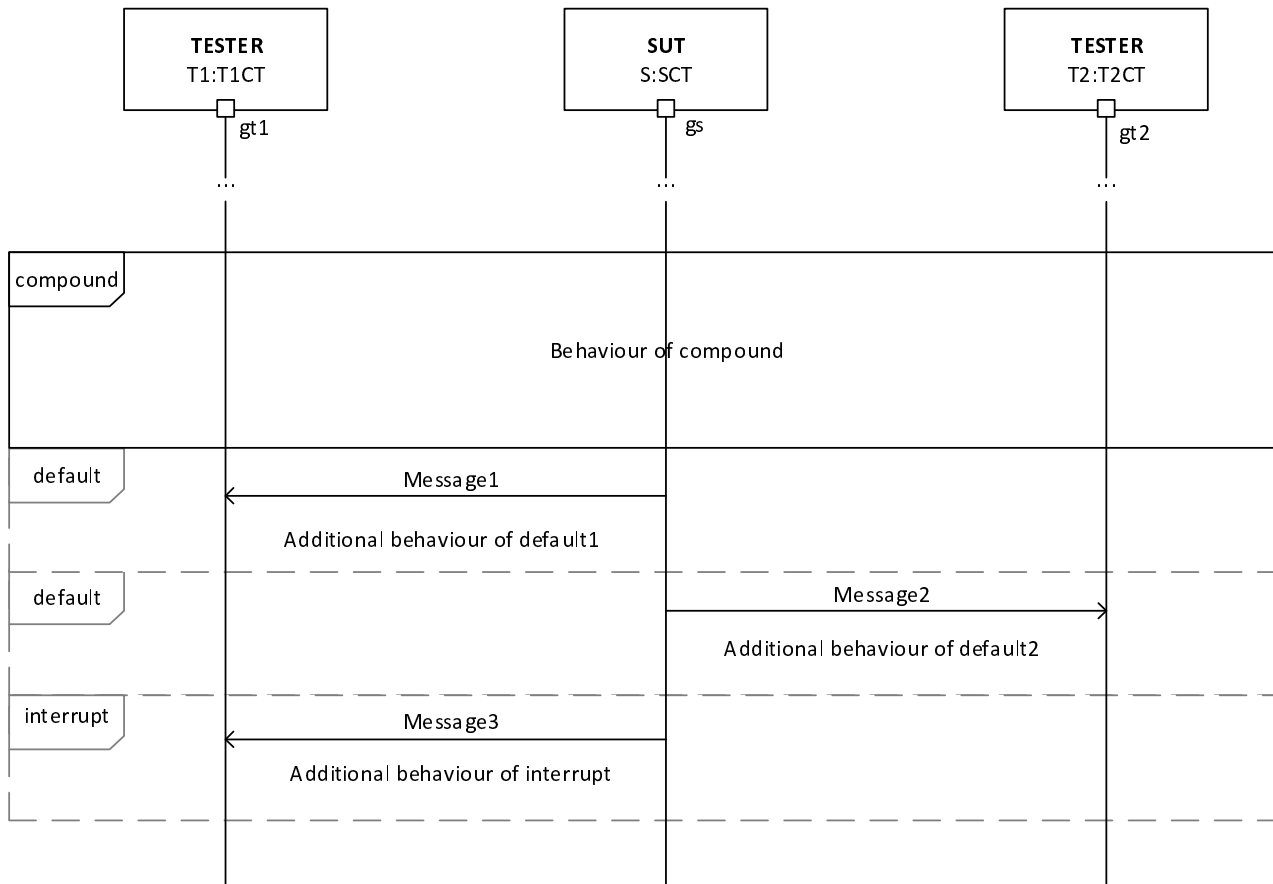 TESTER
T1:T1CT
SUT
S:SCT
TESTER
T2:T2CT
gt1
gs
gt2
...
...
...
compound
Behaviour of compound
default
Message1
Additional behaviour of default1
default
Message2
Additional behaviour of default2
interrupt
Message3
Additional behaviour of interrupt